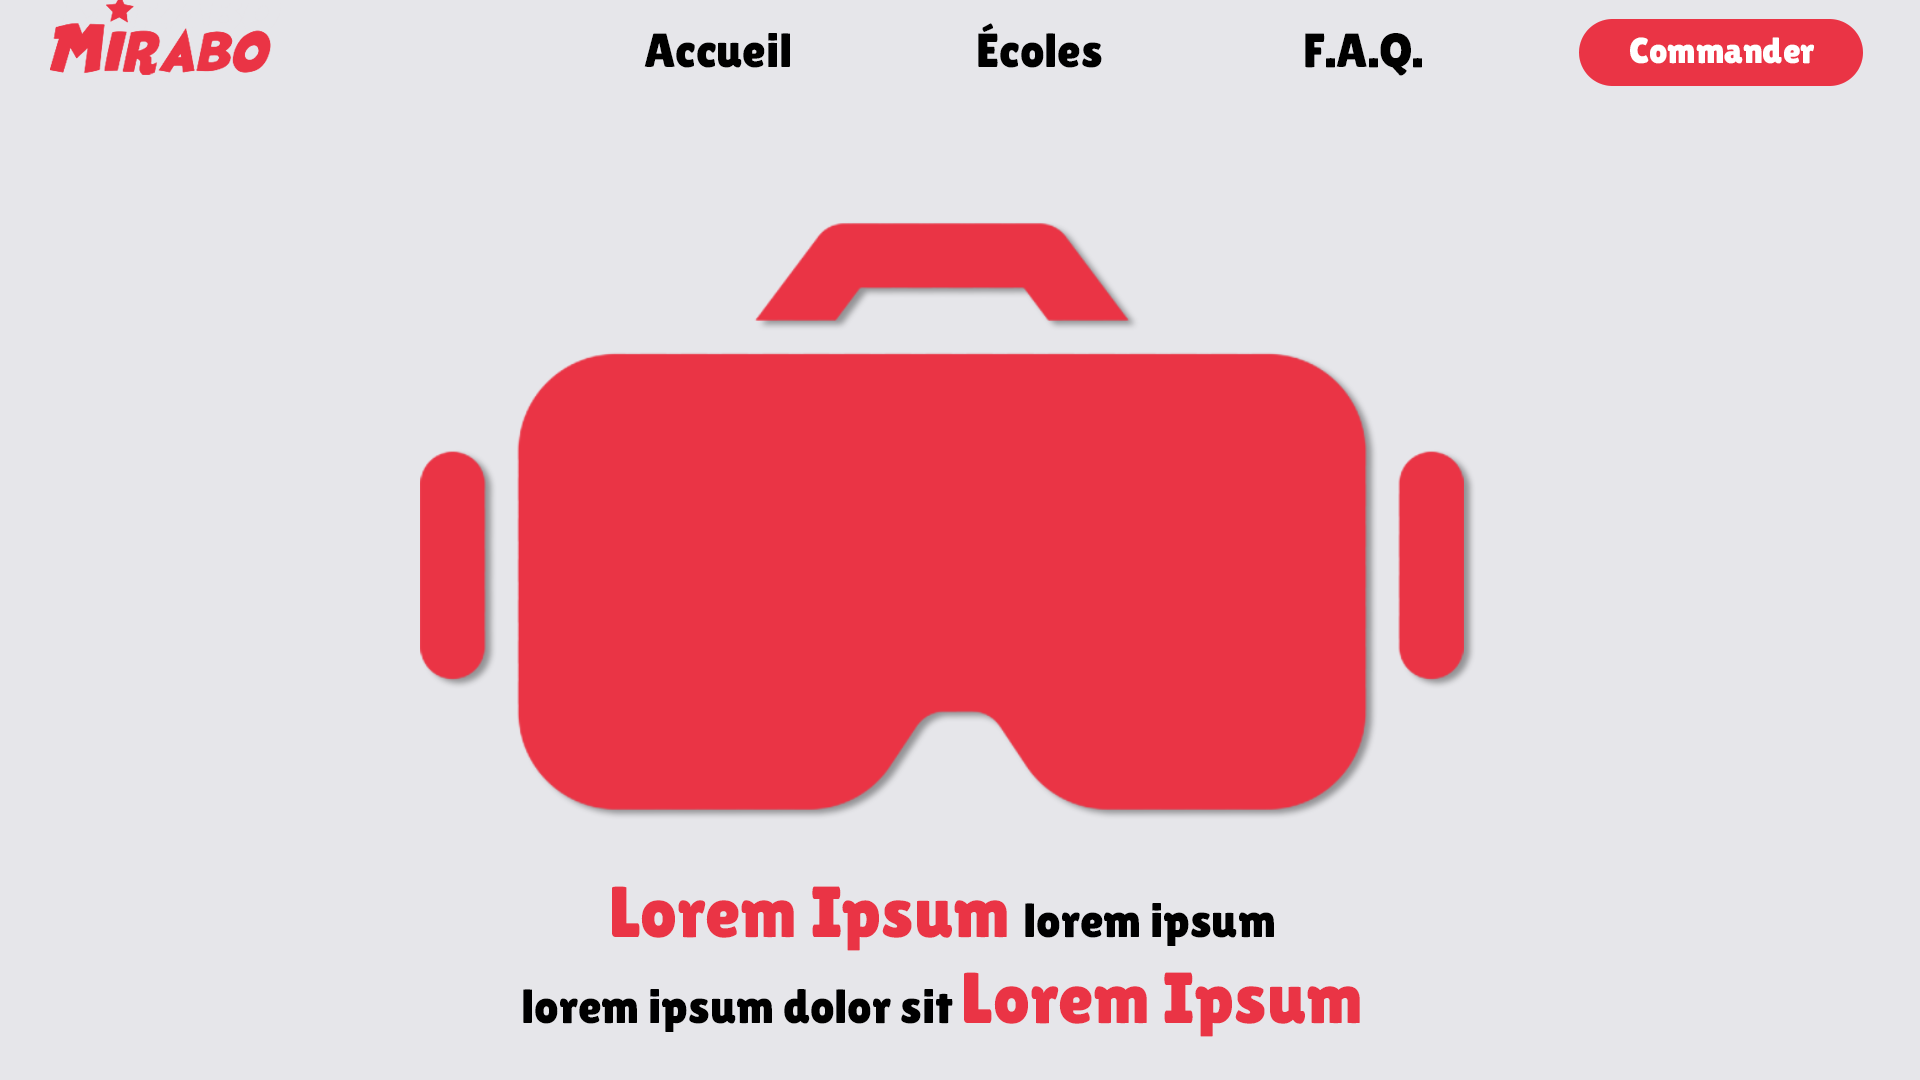 MIRABO
Accueil
Écoles
F.A.Q.
Commander
Lorem Ipsum lorem ipsum
lorem ipsum dolor sit Lorem Ipsum